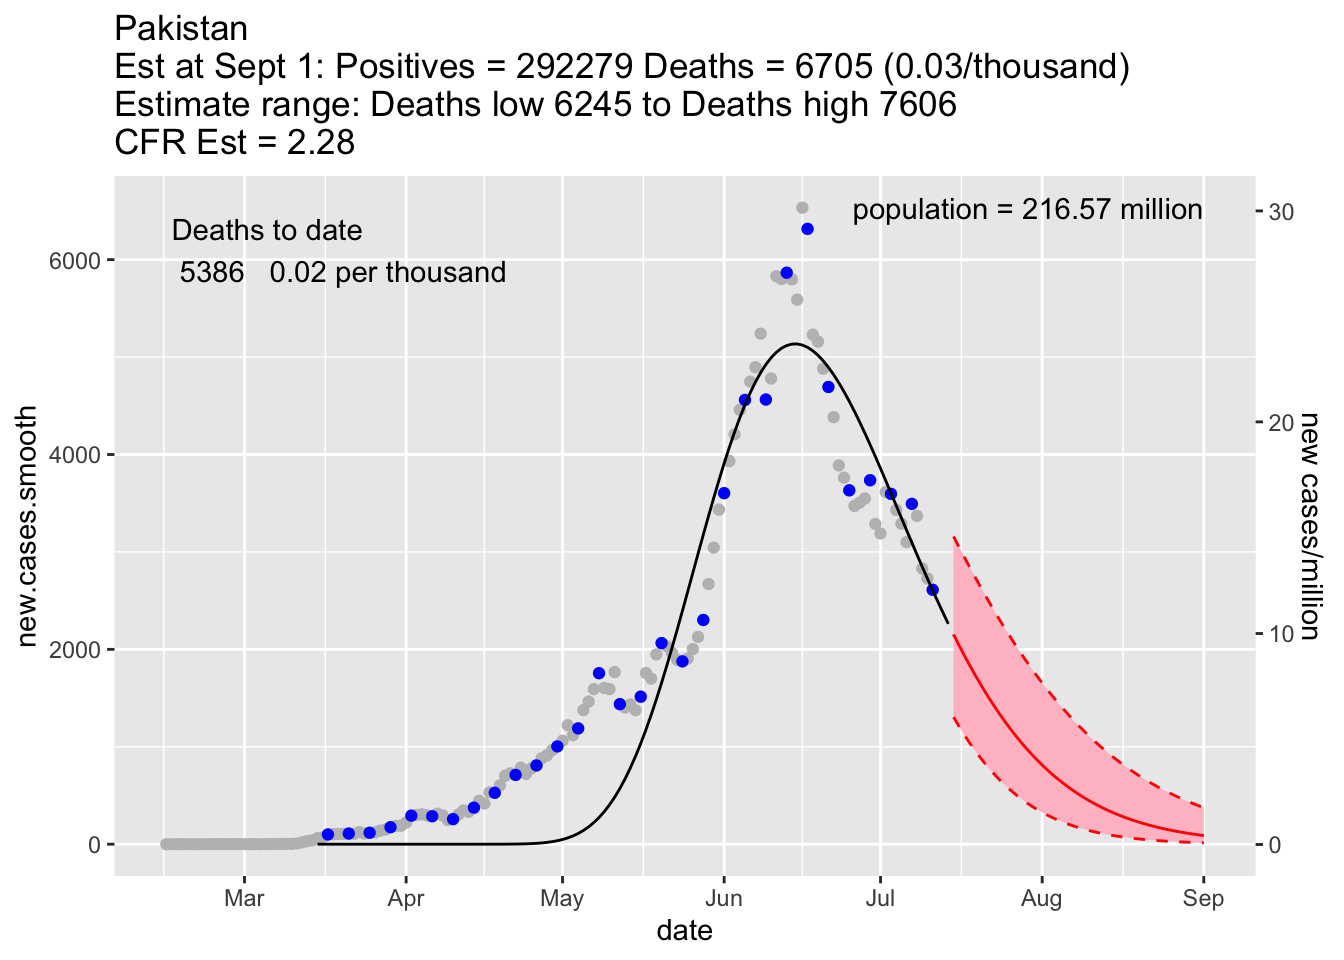 Pakistan
Est at Sept 1: Positives = 292279 Deaths = 6705 (0.03/thousand)
Estimate range: Deaths low 6245 to Deaths high 7606
CFR Est = 2.28
Deaths to date
5386 0.02 per thousand
population = 216.57 million
new.cases.smooth
6000
4000
2000
0
new cases/million
30
20
10
0
Mar Apr May Jun Jul Aug Sep
date